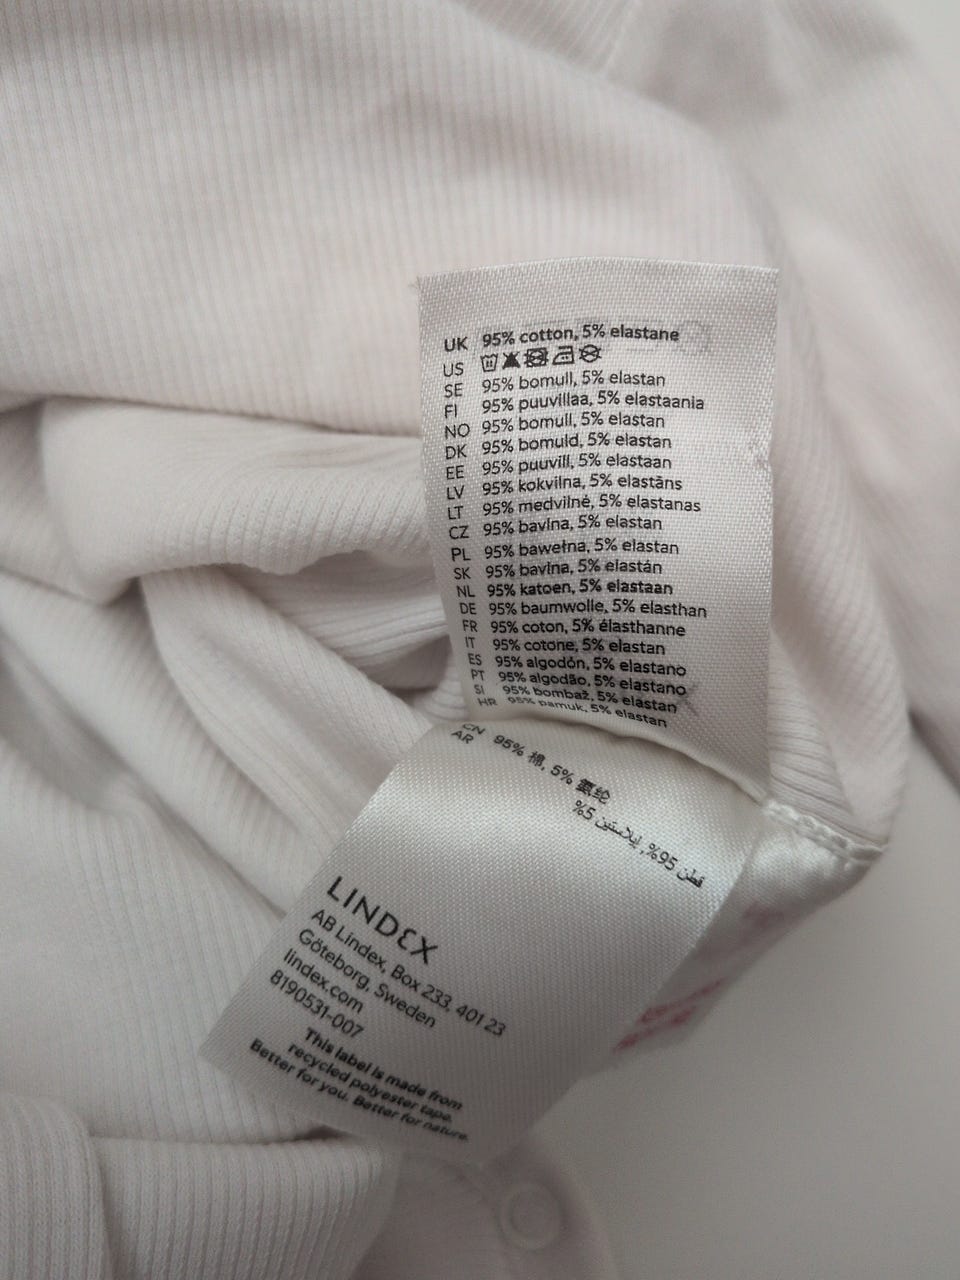 UK 95% cotton, 5% elastane
US
SE 95% bomull, 5% elastan
FI 95% puuvillaa, 5% elastaania
NO 95% bomull, 5% elastan
DK 95% bomuld, 5% elastan
EE 95% puuvill, 5% elastaan
LV 95% kokvilna, 5% elastāns
LT 95% medvilnė, 5% elastanas
CZ 95% bavlna, 5% elastan
PL 95% bawełna, 5% elastan
SK 95% bavlna, 5% elastán
NL 95% katoen, 5% elastaan
DE 95% baumwolle, 5% elasthan
FR 95% coton, 5% élasthanne
IT 95% cotone, 5% elastan
ES 95% algodón, 5% elastano
PT 95% algodão, 5% elastano
SI 95% bombaž, 5% elastan
HR 95% pamuk, 5% elastan
CN 95% 棉, 5% 氨纶
AR قطن 95%, إيلاستين 5%
LINDEX
AB Lindex, Box 233, 401 23
Göteborg, Sweden
lindex.com
8190531-007
This label is made from
recycled polyester tape.
Better for you. Better for nature.